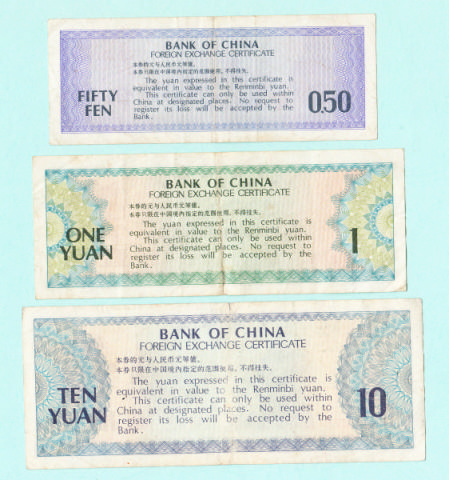 BANK OF CHINA
FOREIGN EXCHANGE CERTIFICATE
本券的元与人民币元等值。
本券只限在中国境内指定的范围使用,不得挂失。
The yuan expressed in this certificate is
equivalent in value to the Renminbi yuan.
This certificate can only be used within
China at designated places. No request to
register its loss will be accepted by the
Bank.
FIFTY
FEN
0.50
BANK OF CHINA
FOREIGN EXCHANGE CERTIFICATE
本券的元与人民币元等值。
本券只限在中国境内指定的范围使用,不得挂失。
The yuan expressed in this certificate is
equivalent in value to the Renminbi yuan.
This certificate can only be used within
China at designated places. No request to
register its loss will be accepted by the
Bank.
ONE
YUAN
1
BANK OF CHINA
FOREIGN EXCHANGE CERTIFICATE
本券的元与人民币元等值。
本券只限在中国境内指定的范围使用,不得挂失。
The yuan expressed in this certificate is
equivalent in value to the Renminbi yuan.
This certificate can only be used within
China at designated places. No request to
register its loss will be accepted by the
Bank.
TEN
YUAN
10